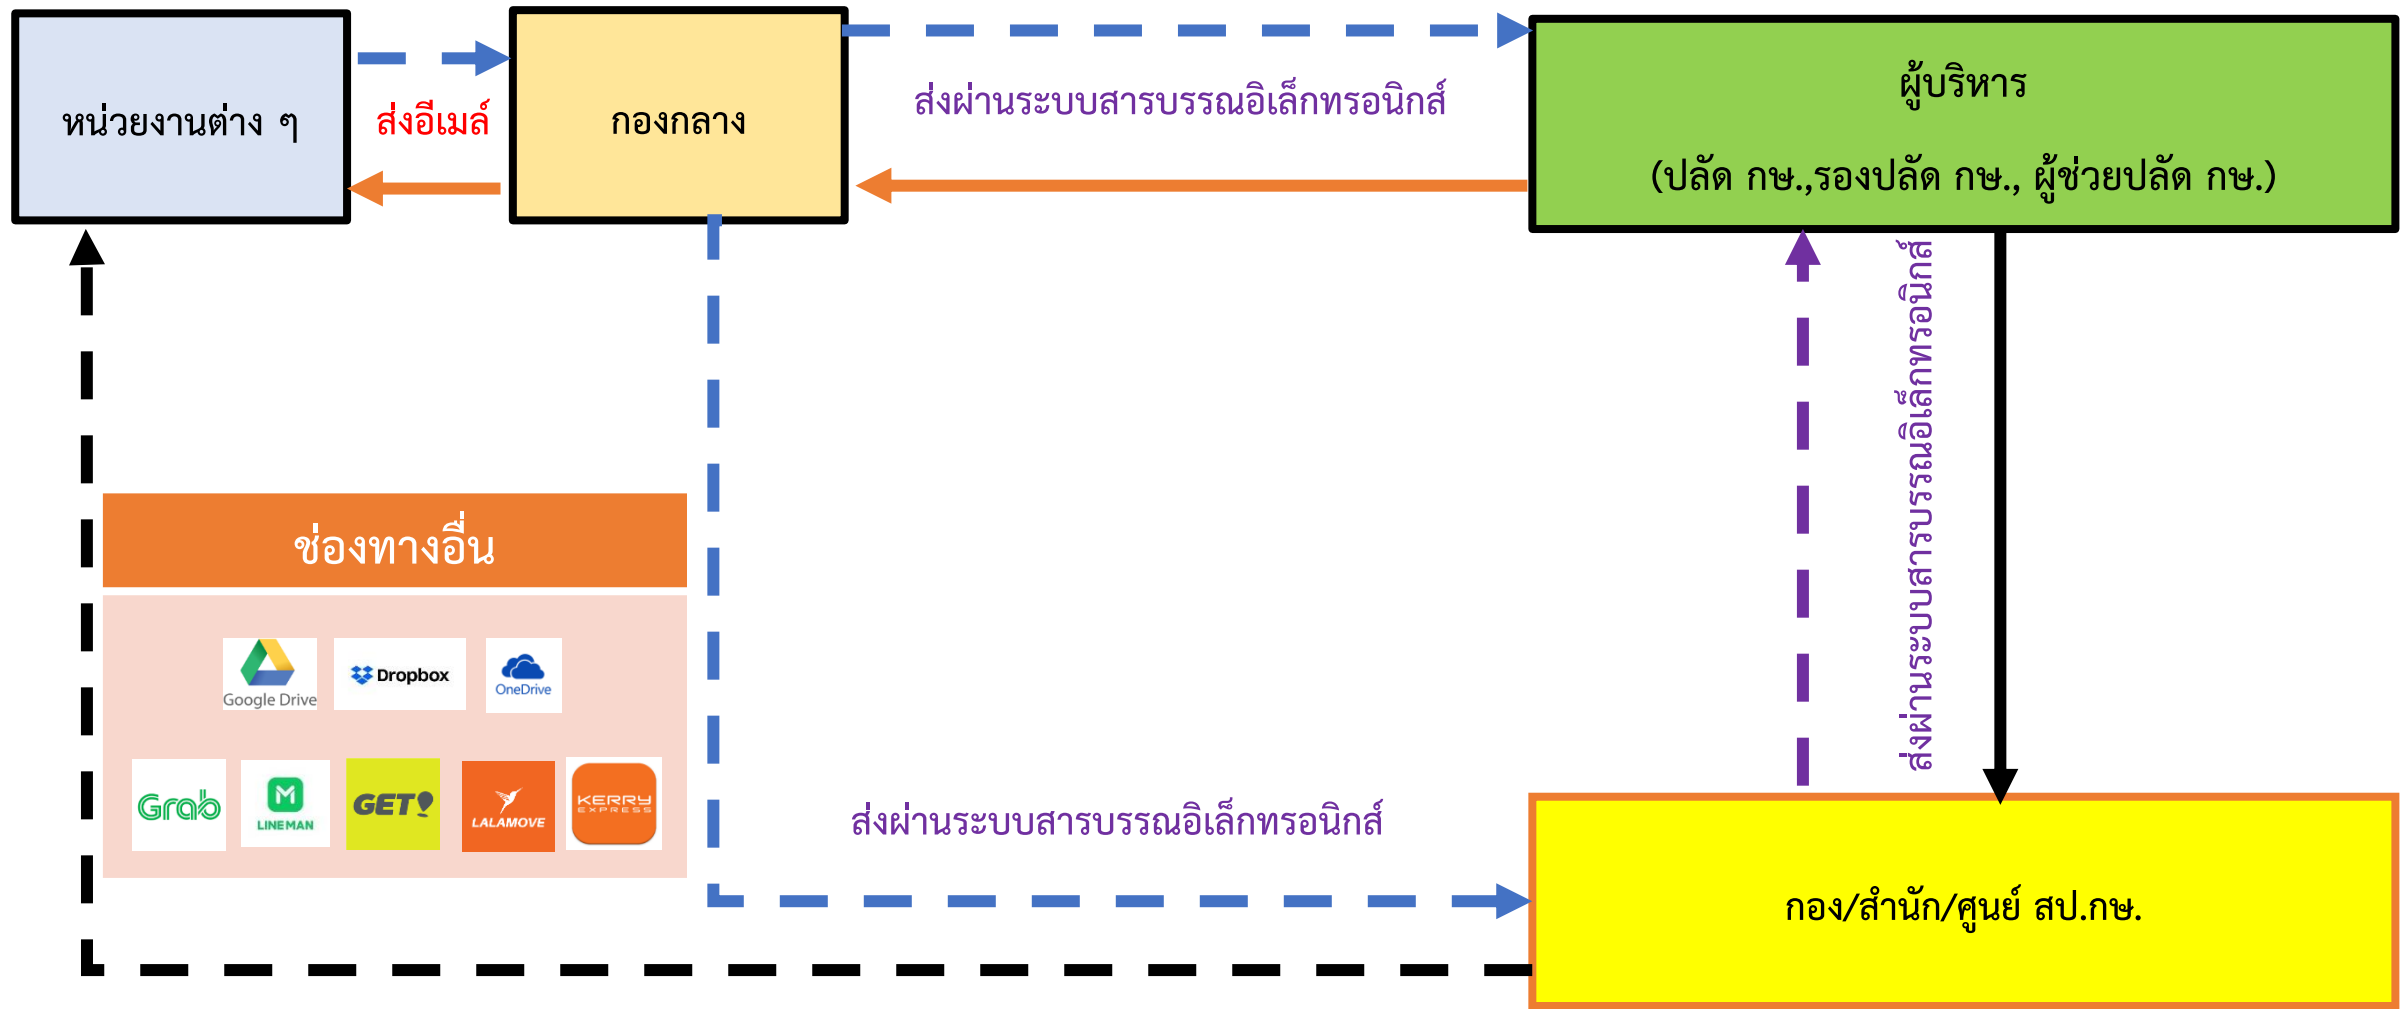 หน่วยงานต่าง ๆ
ส่งอีเมล์
กองกลาง
ส่งผ่านระบบสารบรรณอิเล็กทรอนิกส์
ผู้บริหาร
(ปลัด กษ.,รองปลัด กษ., ผู้ช่วยปลัด กษ.)
ส่งผ่านระบบสารบรรณอิเล็กทรอนิกส์
ช่องทางอื่น
Google Drive
Dropbox
OneDrive
Grab
LINEMAN
GET!
LALAMOVE
KERRY
EXPRESS
ส่งผ่านระบบสารบรรณอิเล็กทรอนิกส์
กอง/สำนัก/ศูนย์ สป.กษ.